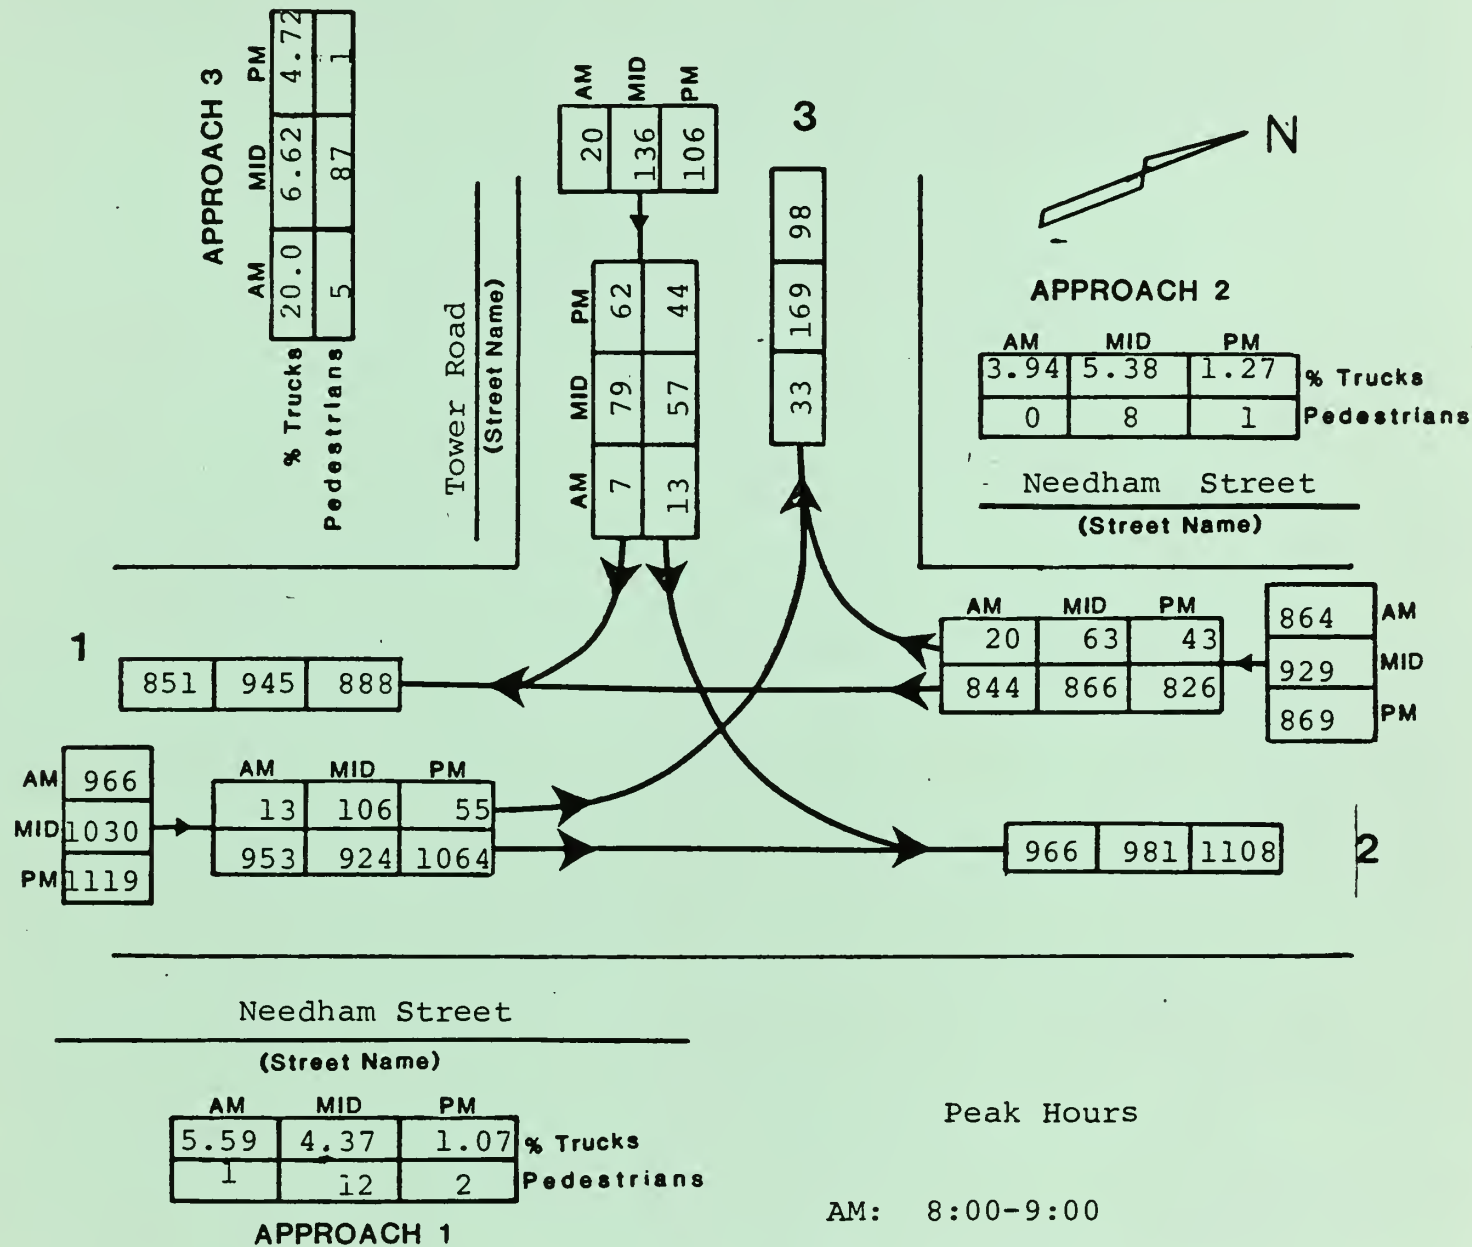 APPROACH 3
AM MID PM
20.0 6.62 4.72 % Trucks
5 87 1 Pedestrians
Tower Road
(Street Name)
AM MID PM
20 136 106
AM MID PM
7 79 62
13 57 44
3
33 169 98
N
APPROACH 2
AM MID PM
3.94 5.38 1.27 % Trucks
0 8 1 Pedestrians
Needham Street
(Street Name)
AM MID PM
20 63 43
844 866 826
864 AM
929 MID
869 PM
1
851 945 888
AM 966
MID 1030
PM 1119
AM MID PM
13 106 55
953 924 1064
966 981 1108
2
Needham Street
(Street Name)
AM MID PM
5.59 4.37 1.07 % Trucks
1 12 2 Pedestrians
APPROACH 1
Peak Hours
AM: 8:00-9:00